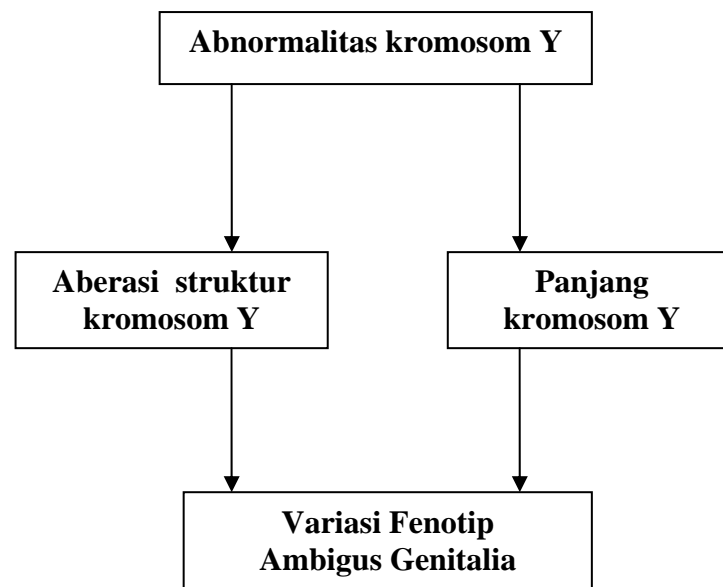 Abnormalitas kromosom Y
Aberasi struktur
kromosom Y
Panjang
kromosom Y
Variasi Fenotip
Ambigus Genitalia